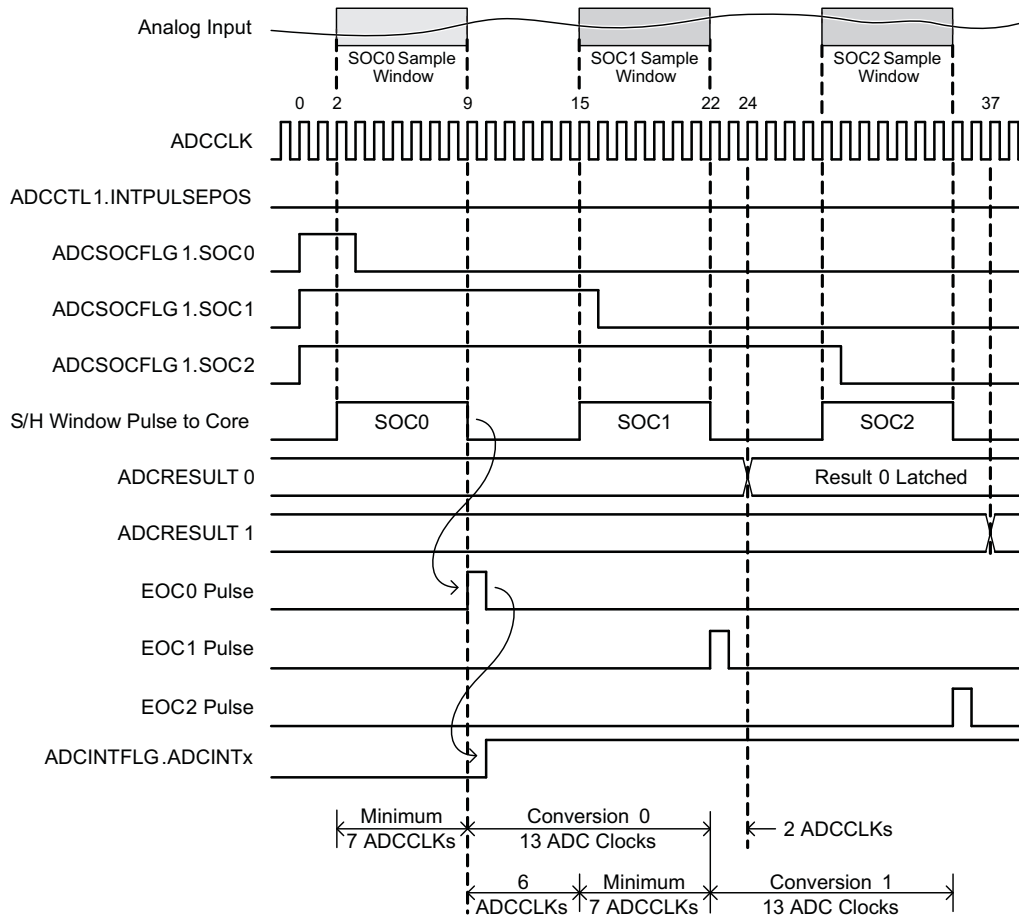 Analog Input
SOC0 Sample
Window
SOC1 Sample
Window
SOC2 Sample
Window
0 2 9 15 22 24 37
ADCCLK
ADCCTL1.INTPULSEPOS
ADCSOCFLG 1.SOC0
ADCSOCFLG 1.SOC1
ADCSOCFLG 1.SOC2
S/H Window Pulse to Core
SOC0 SOC1 SOC2
ADCRESULT 0
Result 0 Latched
ADCRESULT 1
EOC0 Pulse
EOC1 Pulse
EOC2 Pulse
ADCINTFLG.ADCINTx
Minimum
7 ADCCLKs
Conversion 0
13 ADC Clocks
2 ADCCLKs
6
ADCCLKs
Minimum
7 ADCCLKs
Conversion 1
13 ADC Clocks